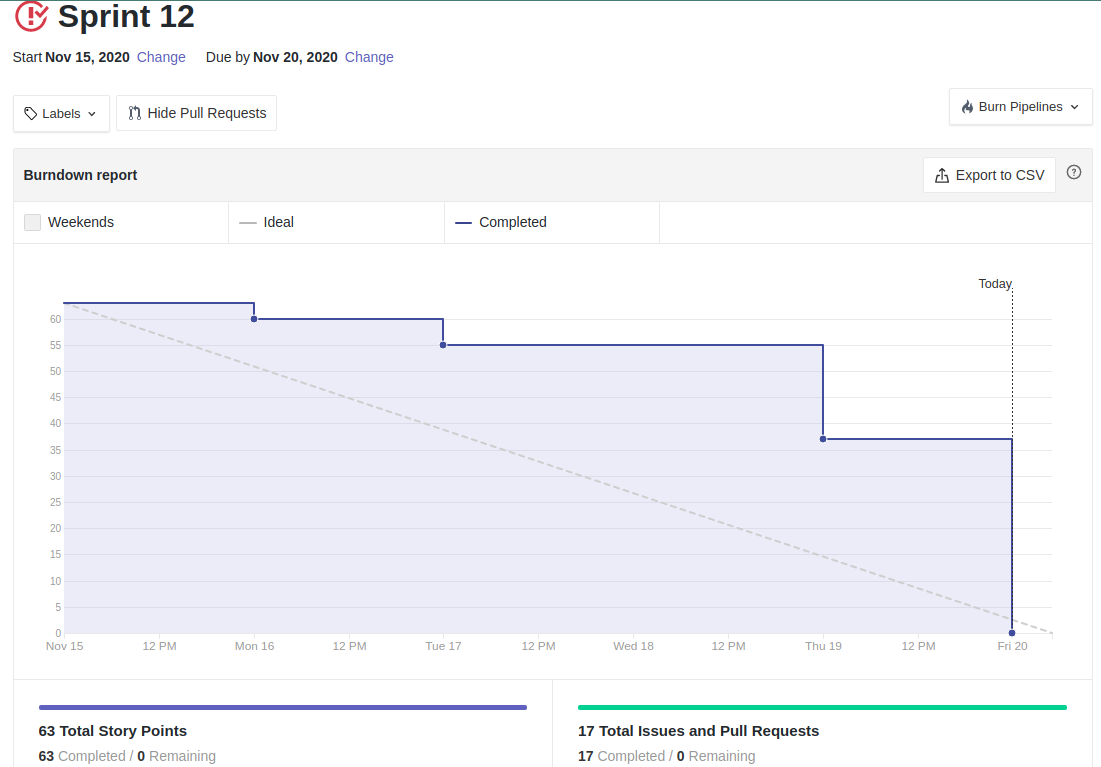 Sprint 12
Start Nov 15, 2020 Change Due by Nov 20, 2020 Change
Labels Hide Pull Requests Burn Pipelines
Burndown report Export to CSV ?
Weekends Ideal Completed
Today
60
55
50
45
40
35
30
25
20
15
10
5
0
Nov 15 12 PM Mon 16 12 PM Tue 17 12 PM Wed 18 12 PM Thu 19 12 PM Fri 20
63 Total Story Points 17 Total Issues and Pull Requests
63 Completed / 0 Remaining 17 Completed / 0 Remaining